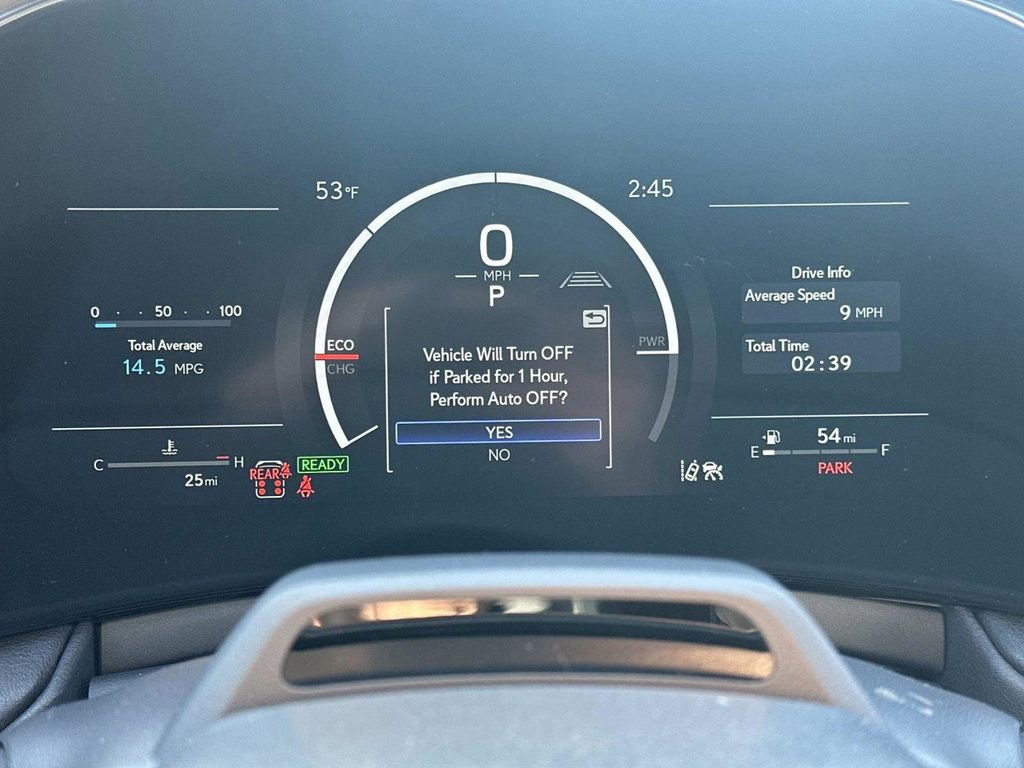 53°F
2:45
0
MPH
P
0 50 100
Total Average
14.5 MPG
ECO
CHG
PWR
Vehicle Will Turn OFF
if Parked for 1 Hour,
Perform Auto OFF?
YES
NO
Drive Info
Average Speed
9 MPH
Total Time
02:39
C H
25 mi
REAR
READY
54 mi
E F
PARK